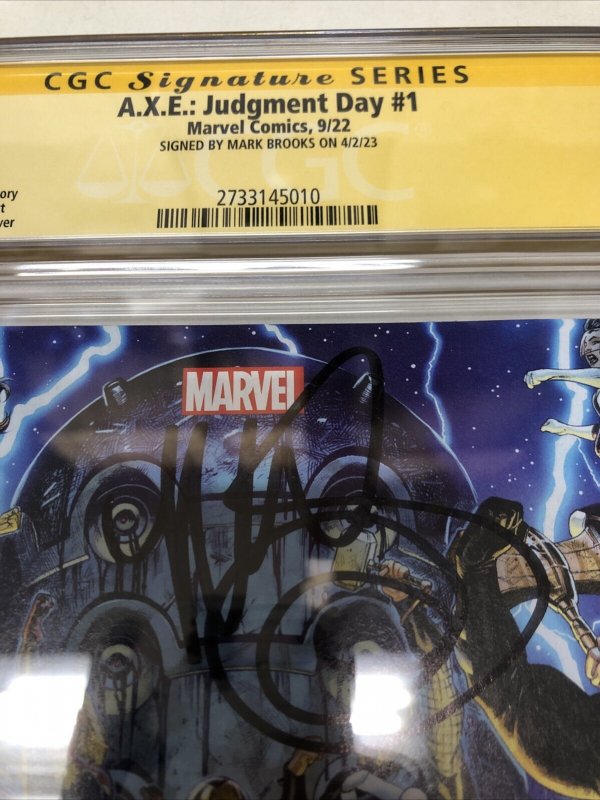 CGC Signature SERIES
A.X.E.: Judgment Day #1
Marvel Comics, 9/22
SIGNED BY MARK BROOKS ON 4/2/23
CGC
2733145010
MARVEL